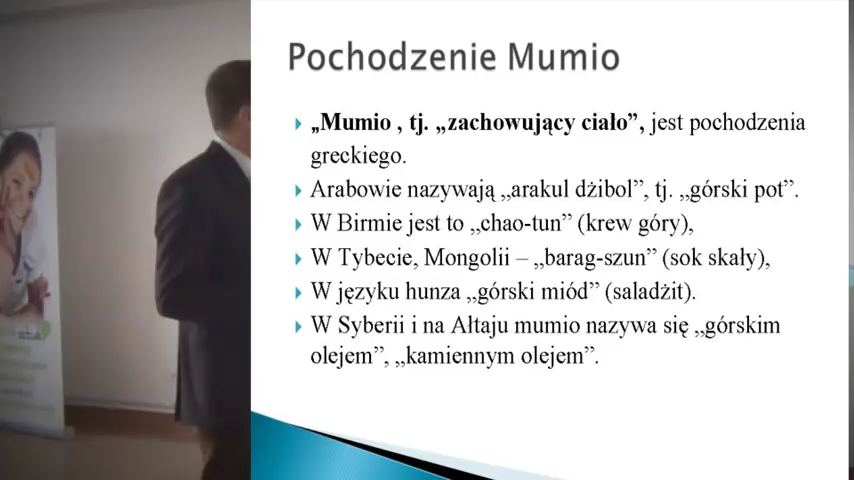 Pochodzenie Mumio
„Mumio , tj. „zachowujący ciało”, jest pochodzenia
greckiego.
Arabowie nazywają „arakul dżibol”, tj. „górski pot”.
W Birmie jest to „chao-tun” (krew góry),
W Tybecie, Mongolii – „barag-szun” (sok skały),
W języku hunza „górski miód” (saladżit).
W Syberii i na Ałtaju mumio nazywa się „górskim
olejem”, „kamiennym olejem”.